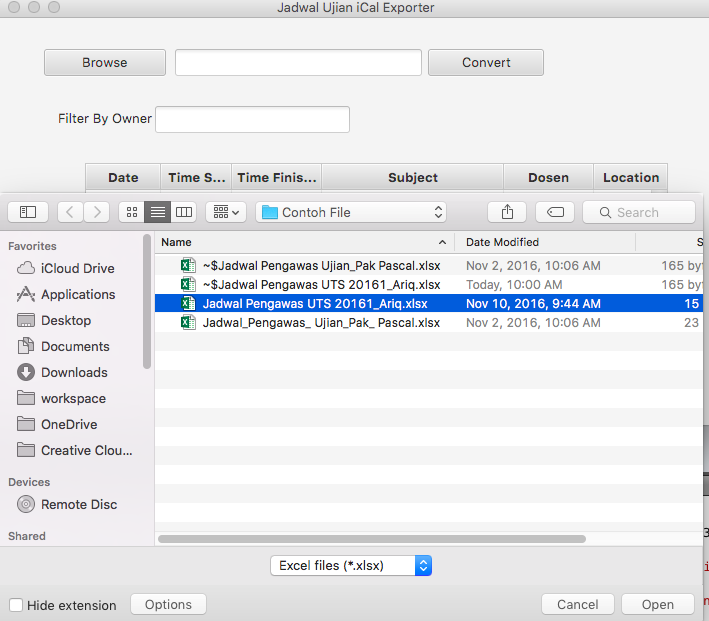 Jadwal Ujian iCal Exporter
Browse Convert
Filter By Owner
Date Time S... Time Finis... Subject Dosen Location
Contoh File Search
Favorites
iCloud Drive
Applications
Desktop
Documents
Downloads
workspace
OneDrive
Creative Clou...
Devices
Remote Disc
Shared
Name Date Modified S
~$Jadwal Pengawas Ujian_Pak Pascal.xlsx Nov 2, 2016, 10:06 AM 165 by
~$Jadwal Pengawas UTS 20161_Ariq.xlsx Today, 10:00 AM 165 by
Jadwal Pengawas UTS 20161_Ariq.xlsx Nov 10, 2016, 9:44 AM 15
Jadwal_Pengawas_ Ujian_Pak_ Pascal.xlsx Nov 2, 2016, 10:06 AM 23
Excel files (*.xlsx)
Hide extension Options Cancel Open